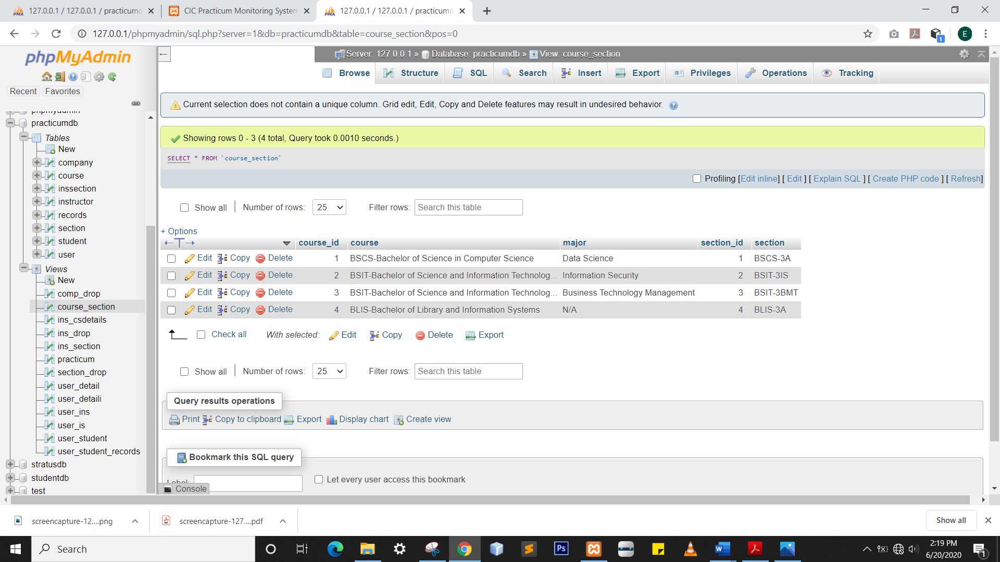 127.0.0.1 / 127.0.0.1 / practicumd
CIC Practicum Monitoring System
127.0.0.1 / 127.0.0.1 / practicumd
127.0.0.1/phpmyadmin/sql.php?server=1&db=practicumdb&table=course_section&pos=0
E
1
phpMyAdmin
Recent
Favorites
phpmyadmin
practicumdb
Tables
New
company
course
inssection
instructor
records
section
student
user
Views
New
comp_drop
course_section
ins_csdetails
ins_drop
ins_section
practicum
section_drop
user_detail
user_detaili
user_ins
user_is
user_student
user_student_records
stratusdb
studentdb
test
Server: 127.0.0.1 » Database: practicumdb » View: course_section
Browse Structure SQL Search Insert Export Privileges Operations Tracking
Current selection does not contain a unique column. Grid edit, Edit, Copy and Delete features may result in undesired behavior.
Showing rows 0 - 3 (4 total, Query took 0.0010 seconds.)
SELECT * FROM `course_section`
Profiling [Edit inline] [ Edit ] [ Explain SQL ] [ Create PHP code ] [ Refresh]
Show all | Number of rows: 25 Filter rows: Search this table
+ Options
←T→ course_id course major section_id section
Edit Copy Delete 1 BSCS-Bachelor of Science in Computer Science Data Science 1 BSCS-3A
Edit Copy Delete 2 BSIT-Bachelor of Science and Information Technolog... Information Security 2 BSIT-3IS
Edit Copy Delete 3 BSIT-Bachelor of Science and Information Technolog... Business Technology Management 3 BSIT-3BMT
Edit Copy Delete 4 BLIS-Bachelor of Library and Information Systems N/A 4 BLIS-3A
Check all With selected: Edit Copy Delete Export
Show all | Number of rows: 25 Filter rows: Search this table
Query results operations
Print Copy to clipboard Export Display chart Create view
Bookmark this SQL query
Label: Let every user access this bookmark
Console
screencapture-12....png
screencapture-127....pdf
Show all
Search
Ps
2:19 PM
6/20/2020
1